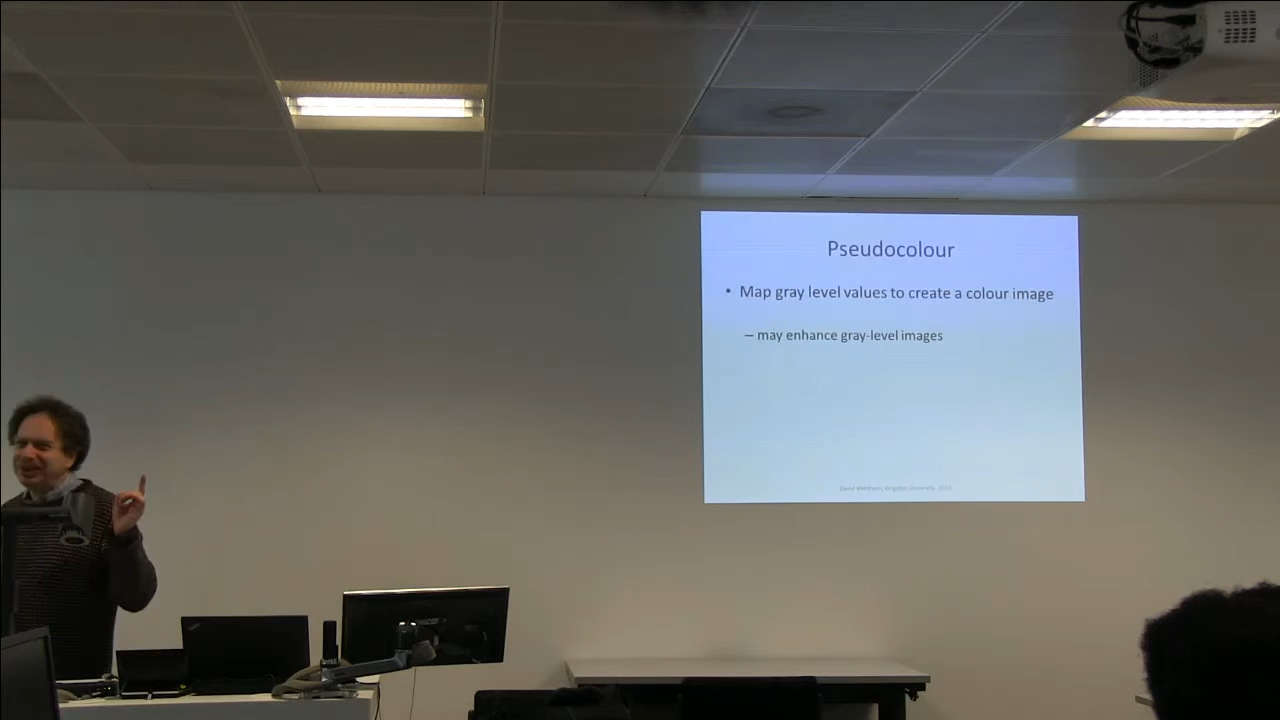 Pseudocolour
• Map gray level values to create a colour image
– may enhance gray-level images